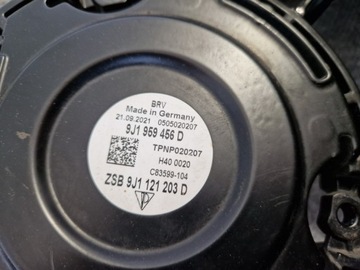 BRV
Made in Germany
21.09.2021 0505020207
9J1 959 456 D
TPNP020207
H40 0020
C83599-104
ZSB 9J1 121 203 D